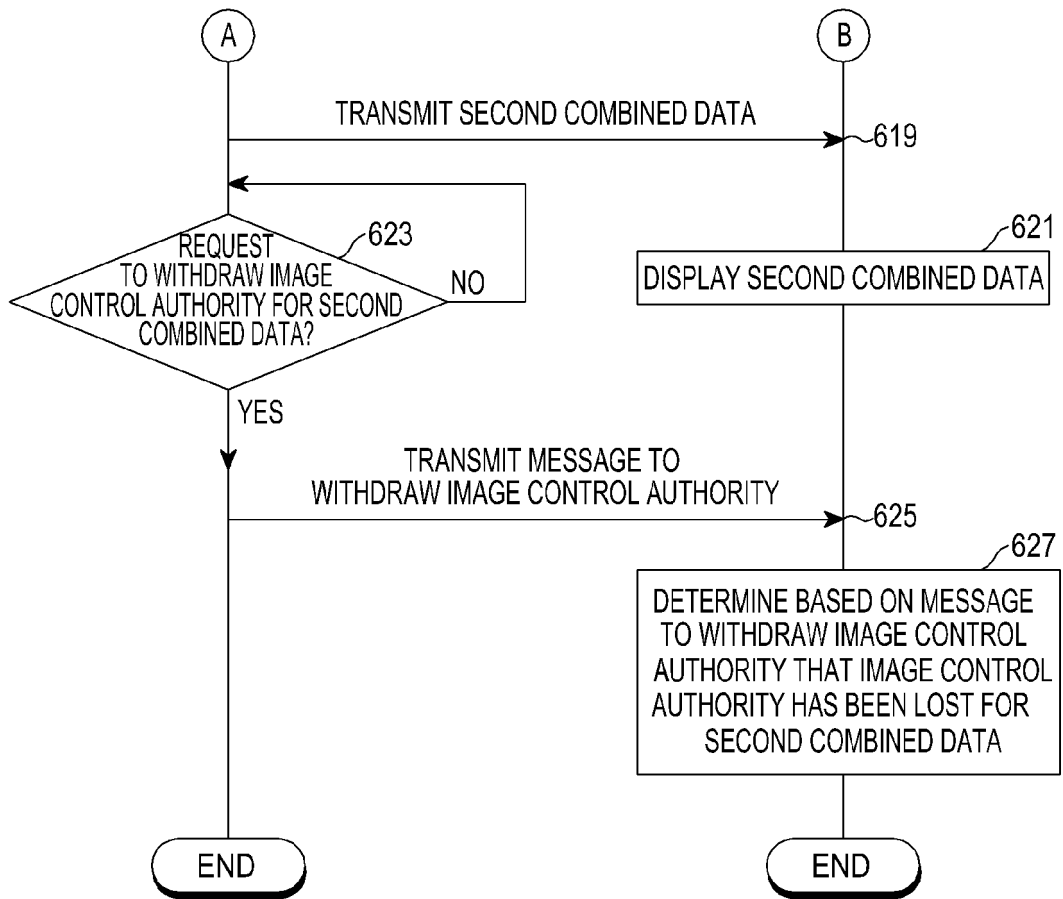 A
B
TRANSMIT SECOND COMBINED DATA
619
REQUEST
TO WITHDRAW IMAGE
CONTROL AUTHORITY FOR SECOND
COMBINED DATA?
623
NO
621
DISPLAY SECOND COMBINED DATA
YES
TRANSMIT MESSAGE TO
WITHDRAW IMAGE CONTROL AUTHORITY
625
627
DETERMINE BASED ON MESSAGE
TO WITHDRAW IMAGE CONTROL
AUTHORITY THAT IMAGE CONTROL
AUTHORITY HAS BEEN LOST FOR
SECOND COMBINED DATA
END
END